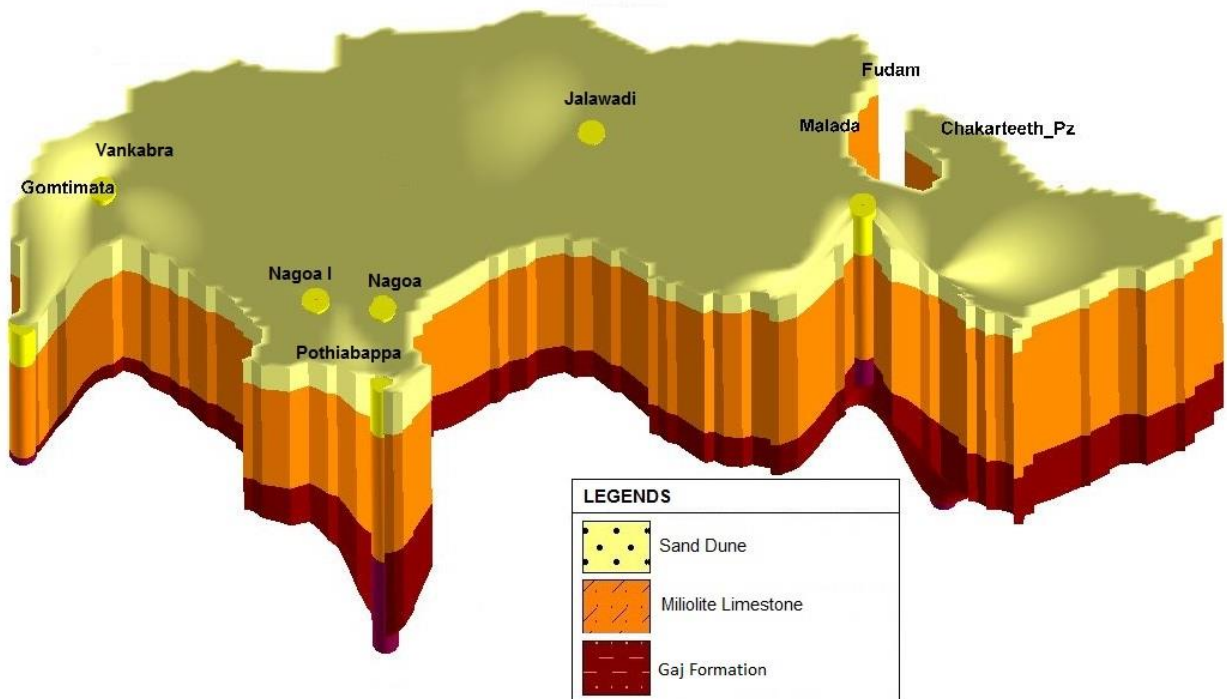 Fudam
Jalawadi
Malada
Chakarteeth_Pz
Vankabra
Gomtimata
Nagoa I
Nagoa
Pothiabappa
LEGENDS
Sand Dune
Miliolite Limestone
Gaj Formation